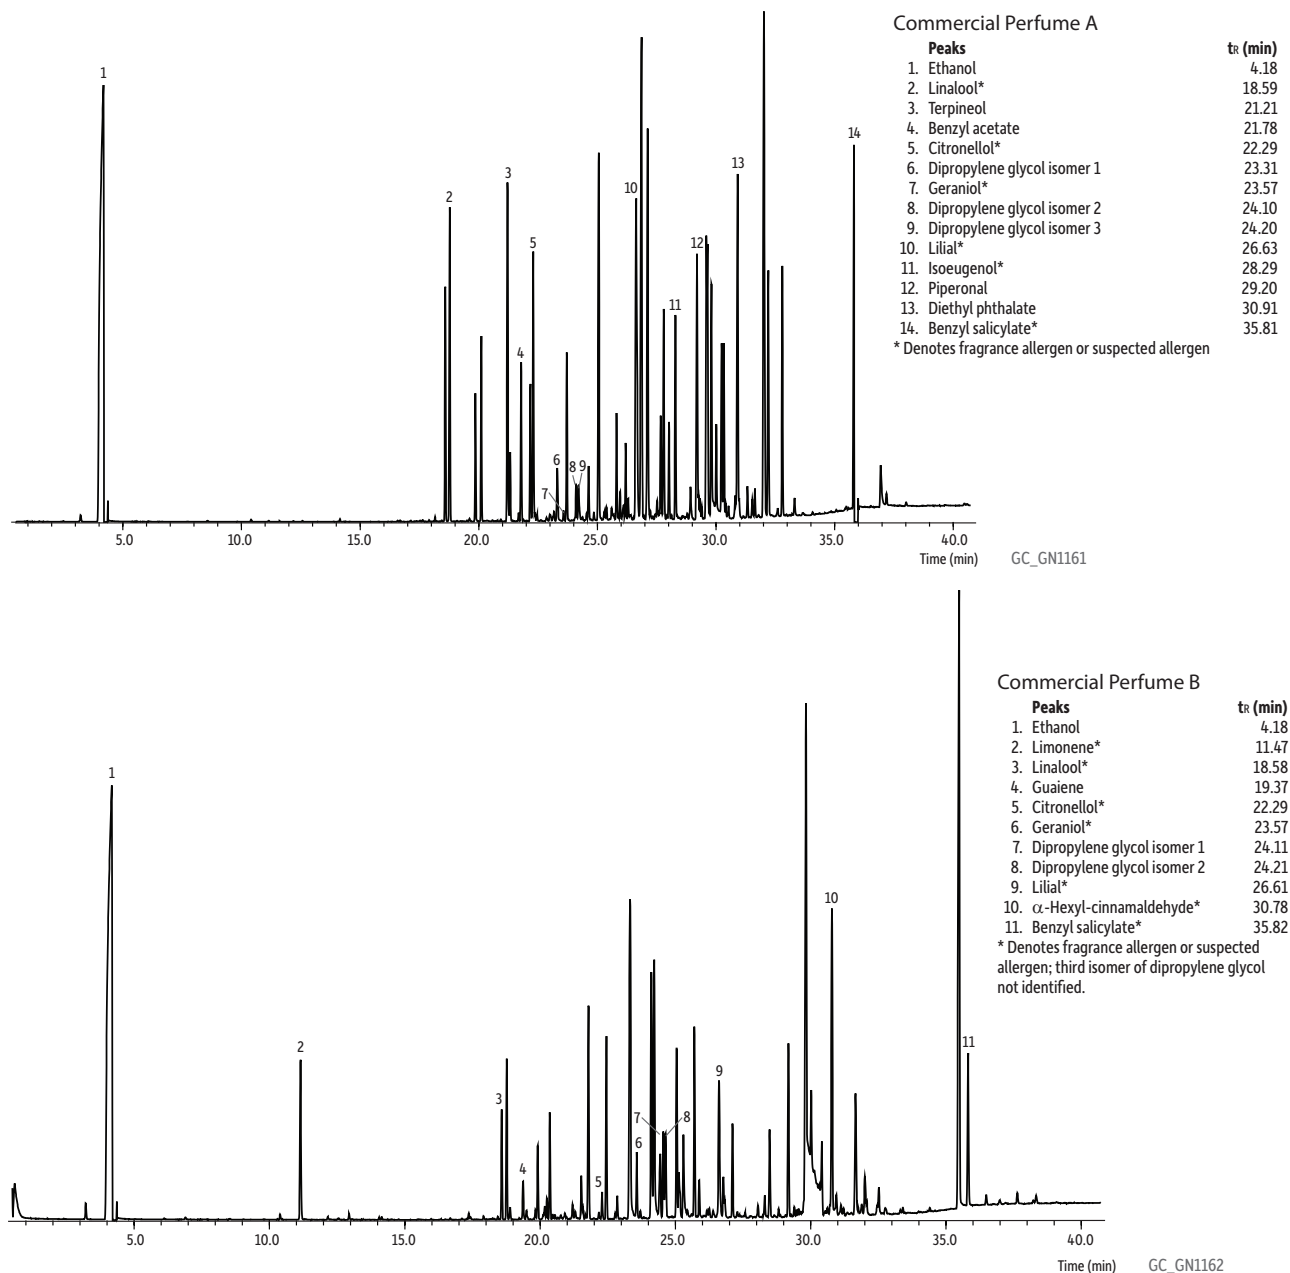 Commercial Perfume A
Peaks tR (min)
1. Ethanol 4.18
2. Linalool* 18.59
3. Terpineol 21.21
4. Benzyl acetate 21.78
5. Citronellol* 22.29
6. Dipropylene glycol isomer 1 23.31
7. Geraniol* 23.57
8. Dipropylene glycol isomer 2 24.10
9. Dipropylene glycol isomer 3 24.20
10. Lilial* 26.63
11. Isoeugenol* 28.29
12. Piperonal 29.20
13. Diethyl phthalate 30.91
14. Benzyl salicylate* 35.81
* Denotes fragrance allergen or suspected allergen
1
2
3
4
5
6
7
8
9
10
11
12
13
14
5.0 10.0 15.0 20.0 25.0 30.0 35.0 40.0
Time (min) GC_GN1161
Commercial Perfume B
Peaks tR (min)
1. Ethanol 4.18
2. Limonene* 11.47
3. Linalool* 18.58
4. Guaiene 19.37
5. Citronellol* 22.29
6. Geraniol* 23.57
7. Dipropylene glycol isomer 1 24.11
8. Dipropylene glycol isomer 2 24.21
9. Lilial* 26.61
10. α-Hexyl-cinnamaldehyde* 30.78
11. Benzyl salicylate* 35.82
* Denotes fragrance allergen or suspected
allergen; third isomer of dipropylene glycol
not identified.
1
2
3
4
5
6
7
8
9
10
11
5.0 10.0 15.0 20.0 25.0 30.0 35.0 40.0
Time (min) GC_GN1162